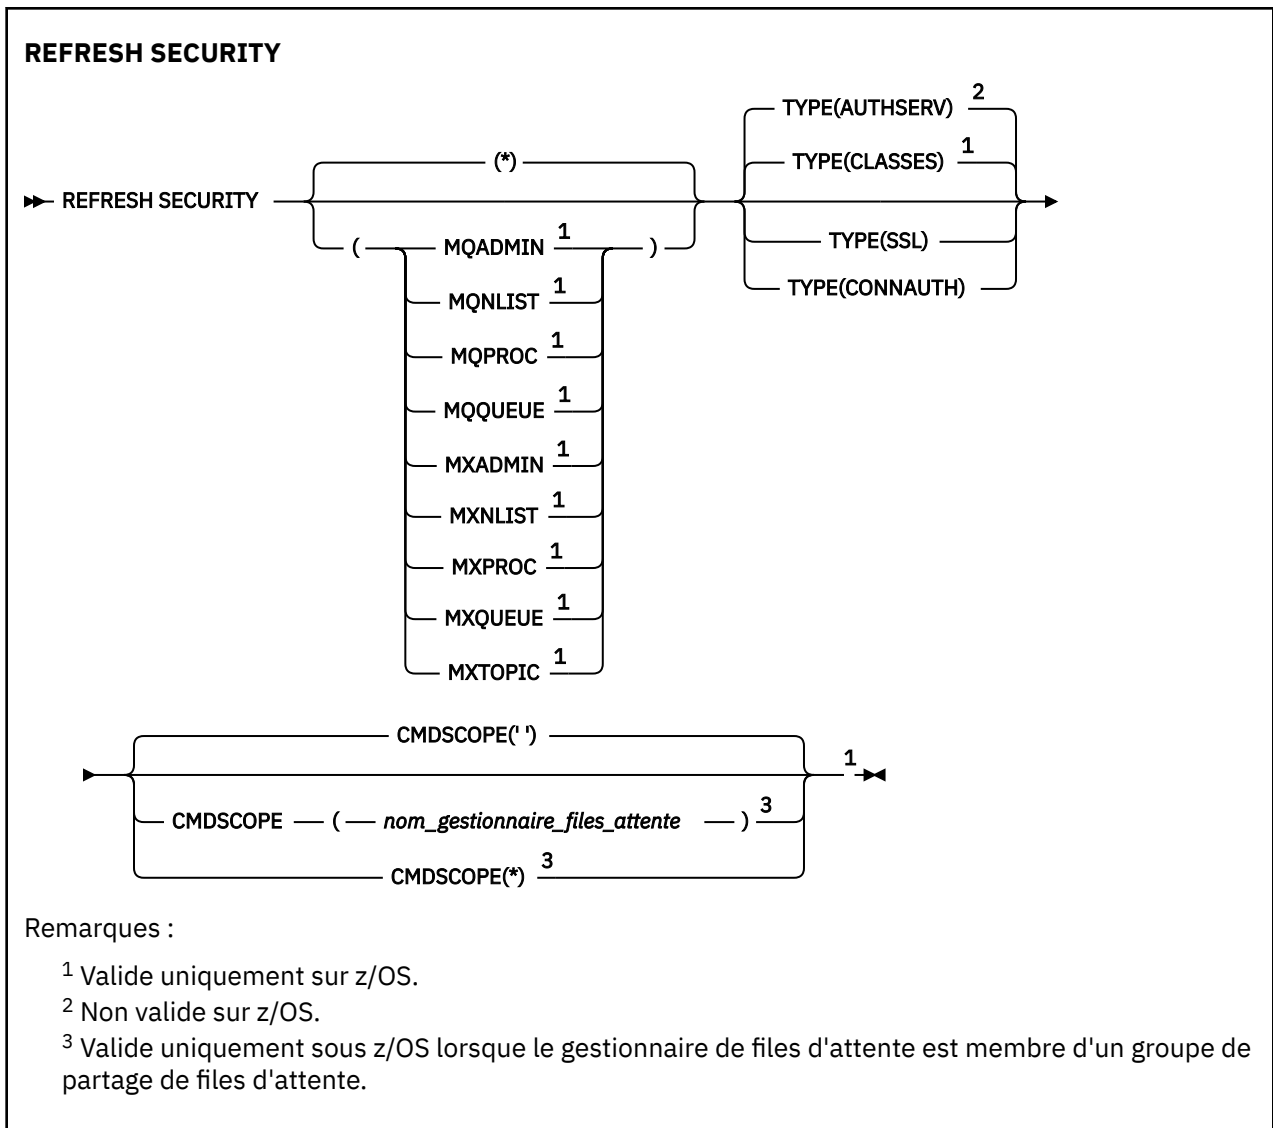 REFRESH SECURITY
TYPE(AUTHSERV) 2
(*)
TYPE(CLASSES) 1
REFRESH SECURITY
( MQADMIN 1 )
TYPE(SSL)
TYPE(CONNAUTH)
MQNLIST 1
MQPROC 1
MQQUEUE 1
MXADMIN 1
MXNLIST 1
MXPROC 1
MXQUEUE 1
MXTOPIC 1
CMDSCOPE(' ')
1
CMDSCOPE ( nom_gestionnaire_files_attente ) 3
CMDSCOPE(*) 3
Remarques :
1 Valide uniquement sur z/OS.
2 Non valide sur z/OS.
3 Valide uniquement sous z/OS lorsque le gestionnaire de files d'attente est membre d'un groupe de
partage de files d'attente.